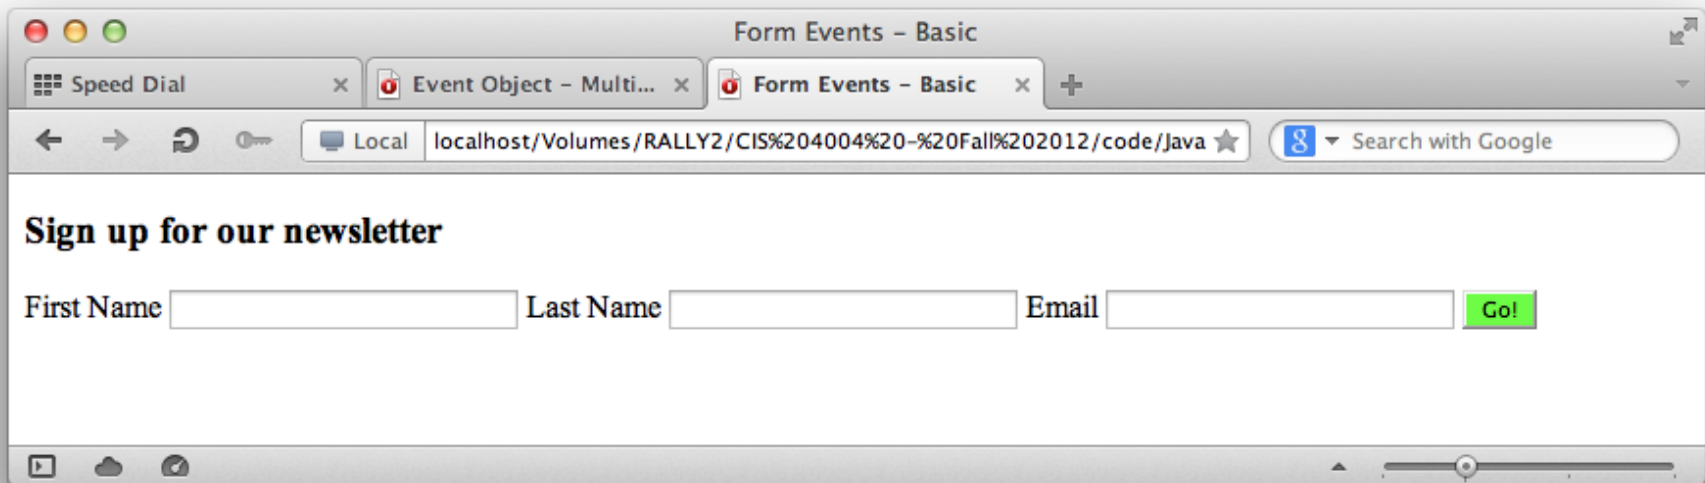 Form Events – Basic
Speed Dial
Event Object – Multi...
Form Events – Basic
Local localhost/Volumes/RALLY2/CIS%204004%20-%20Fall%202012/code/Java
8 Search with Google
Sign up for our newsletter
First Name Last Name Email Go!